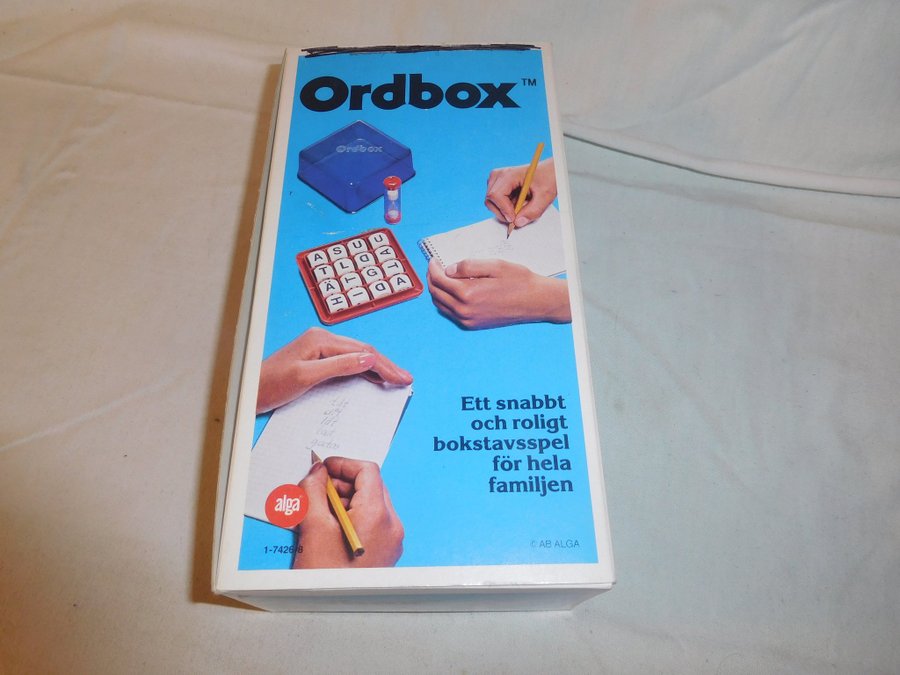 Ordbox™
Ordbox
A S U U
T L D A
Ä T G T
H I D A
Ett snabbt
och roligt
bokstavsspel
för hela
familjen
alga
© AB ALGA